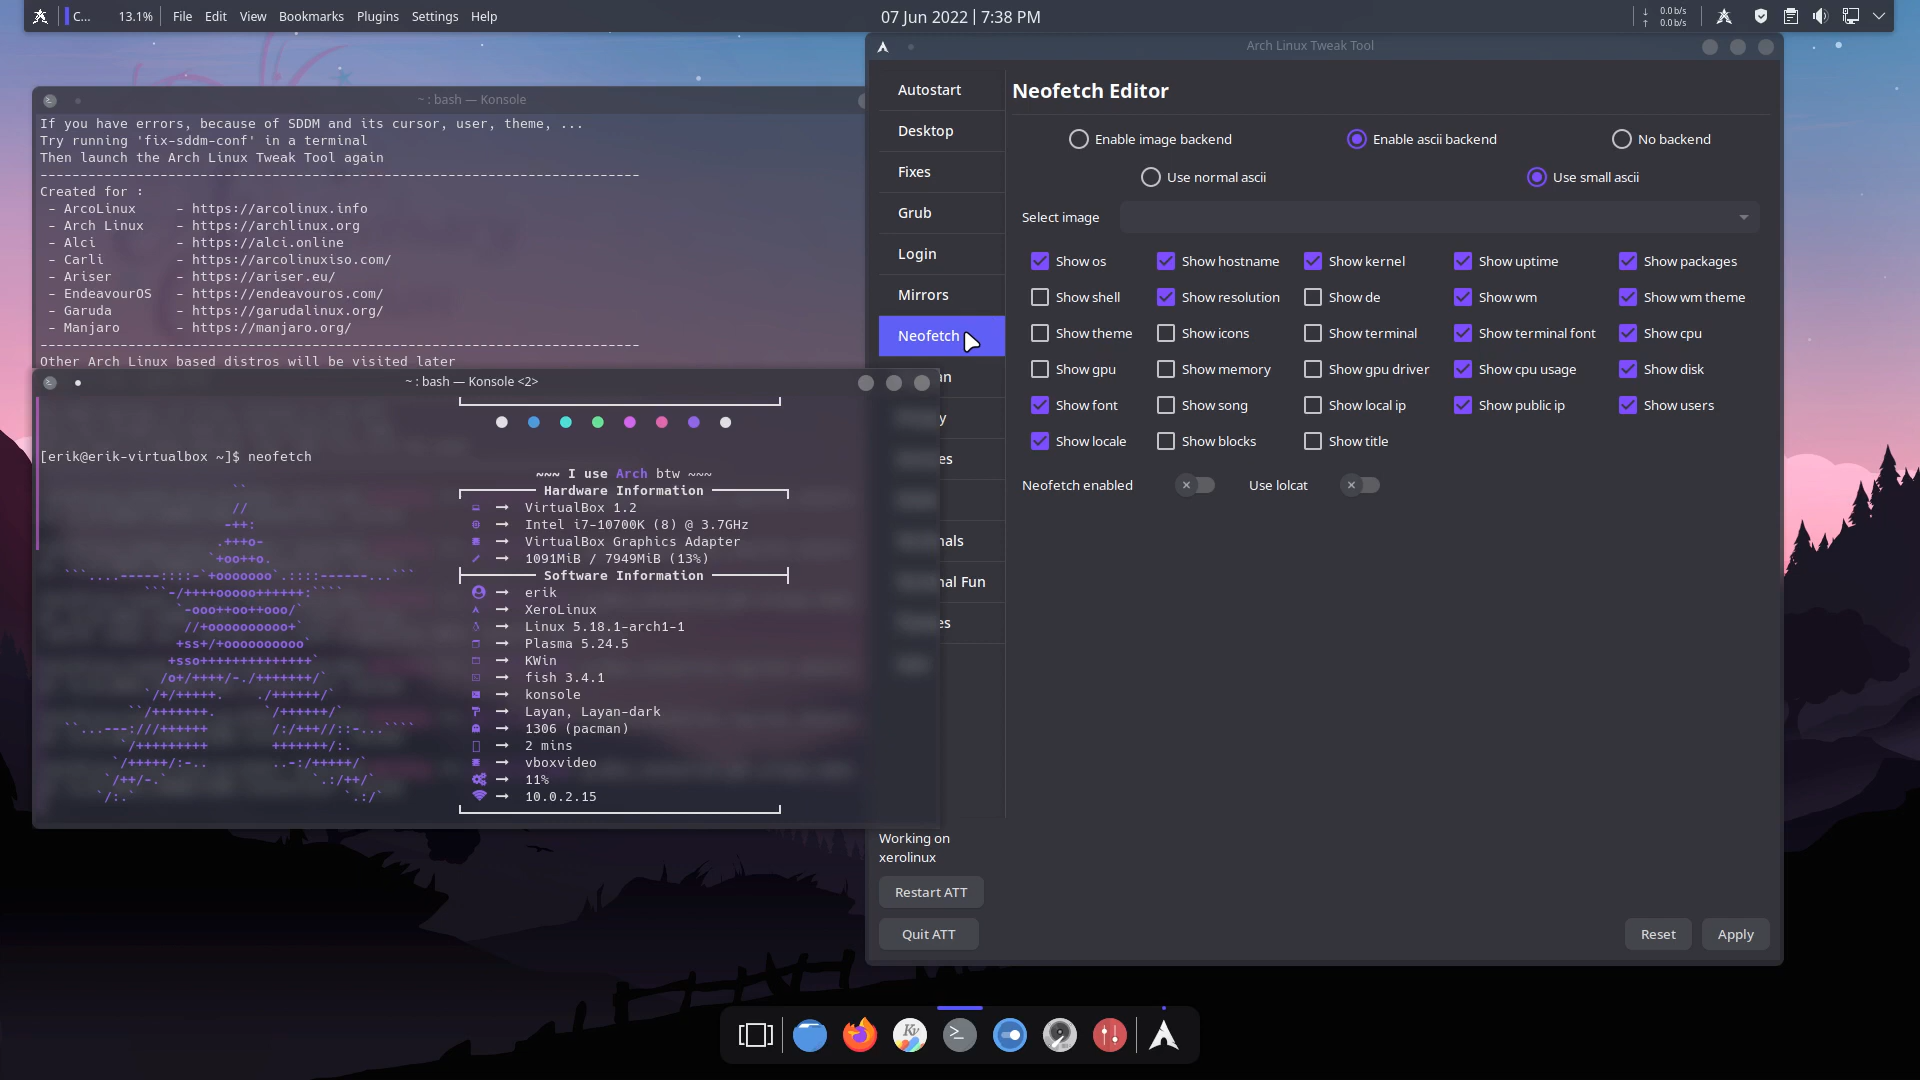 C... 13.1% File Edit View Bookmarks Plugins Settings Help
07 Jun 2022 | 7:38 PM
↓ 0.0 b/s
↑ 0.0 b/s
~ : bash — Konsole
If you have errors, because of SDDM and its cursor, user, theme, ...
Try running 'fix-sddm-conf' in a terminal
Then launch the Arch Linux Tweak Tool again
---------------------------------------------------------------------------
Created for :
- ArcoLinux - https://arcolinux.info
- Arch Linux - https://archlinux.org
- Alci - https://alci.online
- Carli - https://arcolinuxiso.com/
- Ariser - https://ariser.eu/
- EndeavourOS - https://endeavouros.com/
- Garuda - https://garudalinux.org/
- Manjaro - https://manjaro.org/
---------------------------------------------------------------------------
Other Arch Linux based distros will be visited later
~ : bash — Konsole <2>
[erik@erik-virtualbox ~]$ neofetch
~~~ I use Arch btw ~~~
Hardware Information
→ VirtualBox 1.2
→ Intel i7-10700K (8) @ 3.7GHz
→ VirtualBox Graphics Adapter
→ 1091MiB / 7949MiB (13%)
Software Information
→ erik
→ XeroLinux
→ Linux 5.18.1-arch1-1
→ Plasma 5.24.5
→ KWin
→ fish 3.4.1
→ konsole
→ Layan, Layan-dark
→ 1306 (pacman)
→ 2 mins
→ vboxvideo
→ 11%
→ 10.0.2.15
Arch Linux Tweak Tool
Autostart
Desktop
Fixes
Grub
Login
Mirrors
Neofetch
Working on
xerolinux
Restart ATT
Quit ATT
Neofetch Editor
Enable image backend Enable ascii backend No backend
Use normal ascii Use small ascii
Select image
Show os Show hostname Show kernel Show uptime Show packages
Show shell Show resolution Show de Show wm Show wm theme
Show theme Show icons Show terminal Show terminal font Show cpu
Show gpu Show memory Show gpu driver Show cpu usage Show disk
Show font Show song Show local ip Show public ip Show users
Show locale Show blocks Show title
Neofetch enabled Use lolcat
Reset Apply